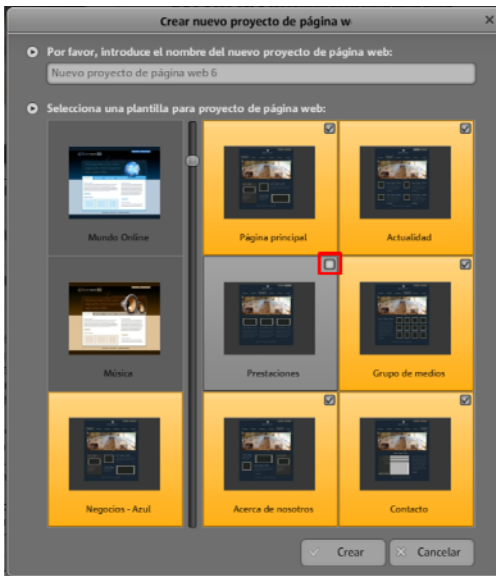 Crear nuevo proyecto de página w
Por favor, introduce el nombre del nuevo proyecto de página web:
Nuevo proyecto de página web 6
Selecciona una plantilla para proyecto de página web:
Mundo Online
Página principal
Actualidad
Música
Prestaciones
Grupo de medios
Negocios - Azul
Acerca de nosotros
Contacto
Crear
Cancelar